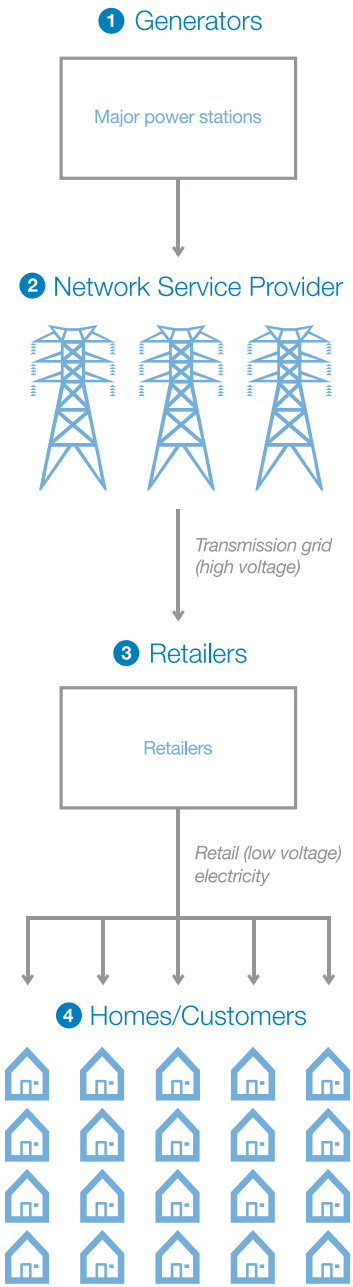 1 Generators
Major power stations
2 Network Service Provider
Transmission grid
(high voltage)
3 Retailers
Retailers
Retail (low voltage)
electricity
4 Homes/Customers